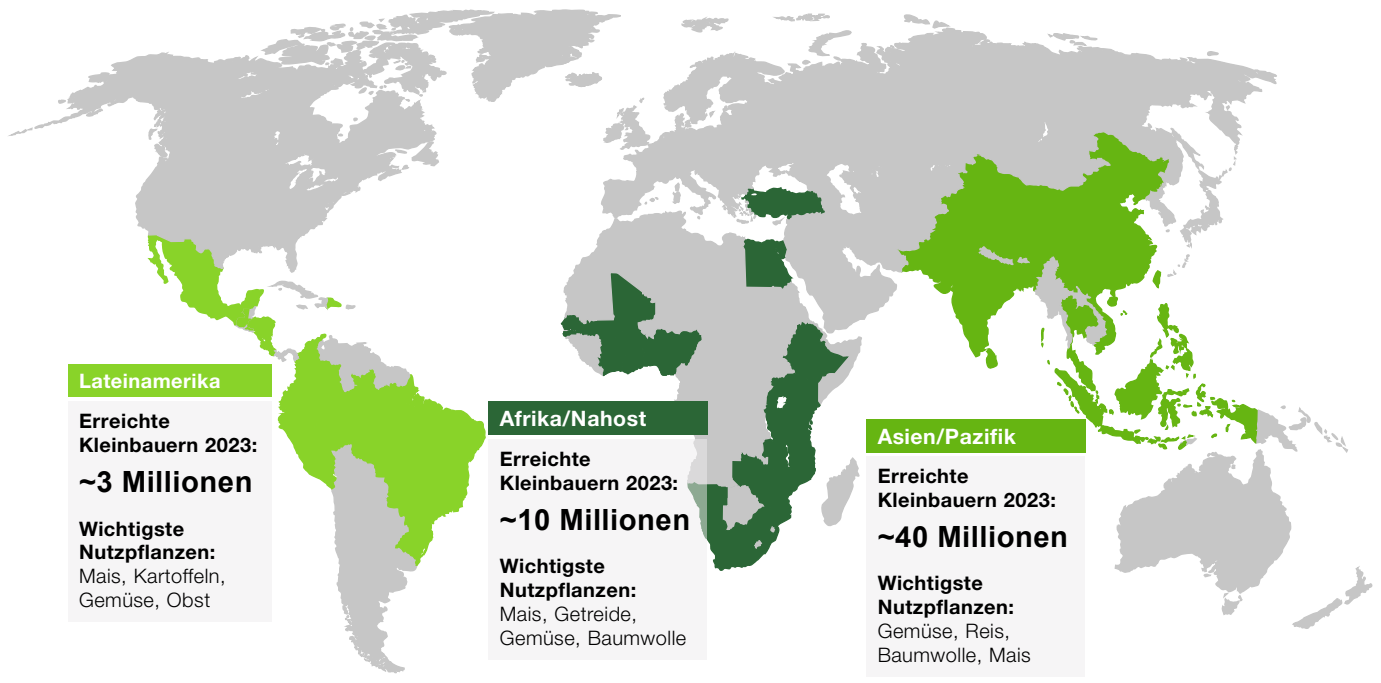 Lateinamerika
Erreichte
Kleinbauern 2023:
~3 Millionen
Wichtigste
Nutzpflanzen:
Mais, Kartoffeln,
Gemüse, Obst
Afrika/Nahost
Erreichte
Kleinbauern 2023:
~10 Millionen
Wichtigste
Nutzpflanzen:
Mais, Getreide,
Gemüse, Baumwolle
Asien/Pazifik
Erreichte
Kleinbauern 2023:
~40 Millionen
Wichtigste
Nutzpflanzen:
Gemüse, Reis,
Baumwolle, Mais